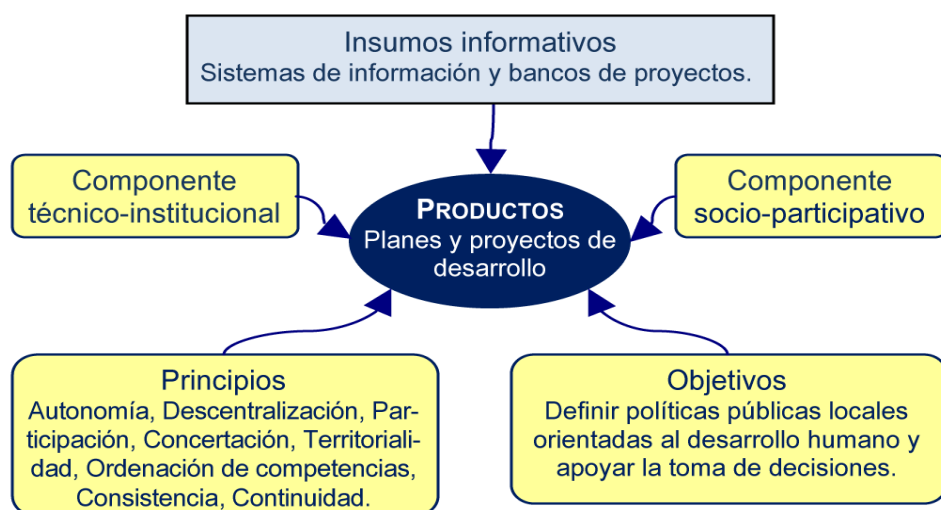 Insumos informativos
Sistemas de información y bancos de proyectos.
Componente
técnico-institucional
Componente
socio-participativo
PRODUCTOS
Planes y proyectos de
desarrollo
Principios
Autonomía, Descentralización, Par-
ticipación, Concertación, Territoriali-
dad, Ordenación de competencias,
Consistencia, Continuidad.
Objetivos
Definir políticas públicas locales
orientadas al desarrollo humano y
apoyar la toma de decisiones.